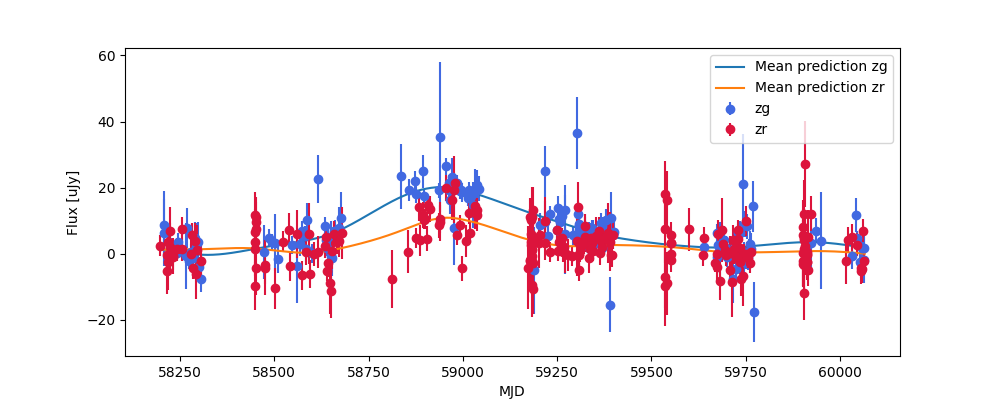 60
40
20
0
−20
Flux [uJy]
58250 58500 58750 59000 59250 59500 59750 60000
MJD
Mean prediction zg
Mean prediction zr
zg
zr